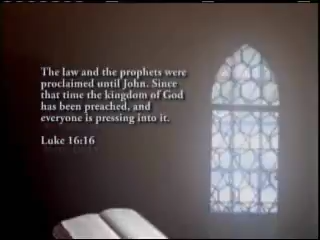 The law and the prophets were
proclaimed until John. Since
that time the kingdom of God
has been preached, and
everyone is pressing into it.
Luke 16:16